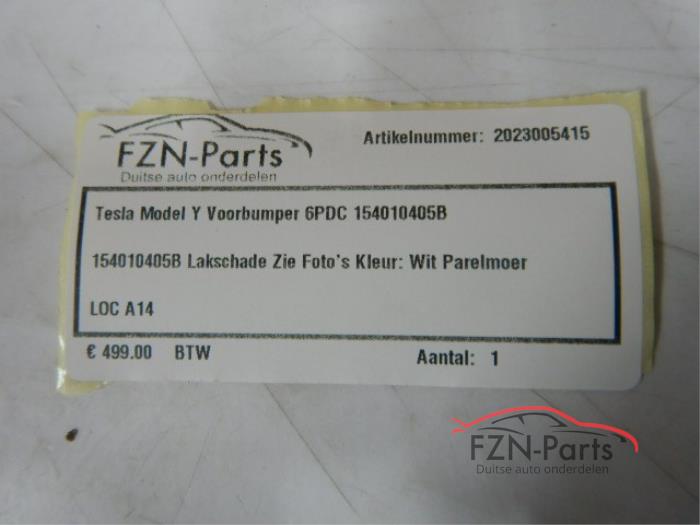 FZN-Parts
Duitse auto onderdelen
Artikelnummer: 2023005415
Tesla Model Y Voorbumper 6PDC 154010405B
154010405B Lakschade Zie Foto's Kleur: Wit Parelmoer
LOC A14
€ 499.00 BTW
Aantal: 1
FZN-Parts
Duitse auto onderdelen